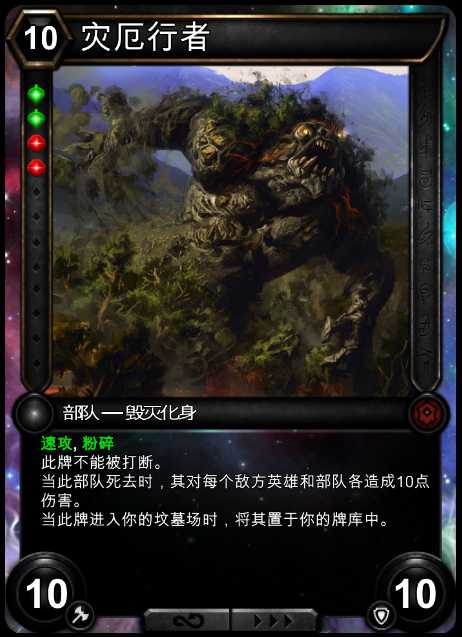 10 灾厄行者
部队 — 毁灭化身
速攻, 粉碎
此牌不能被打断。
当此部队死去时，其对每个敌方英雄和部队各造成10点
伤害。
当此牌进入你的坟墓场时，将其置于你的牌库中。
10 10